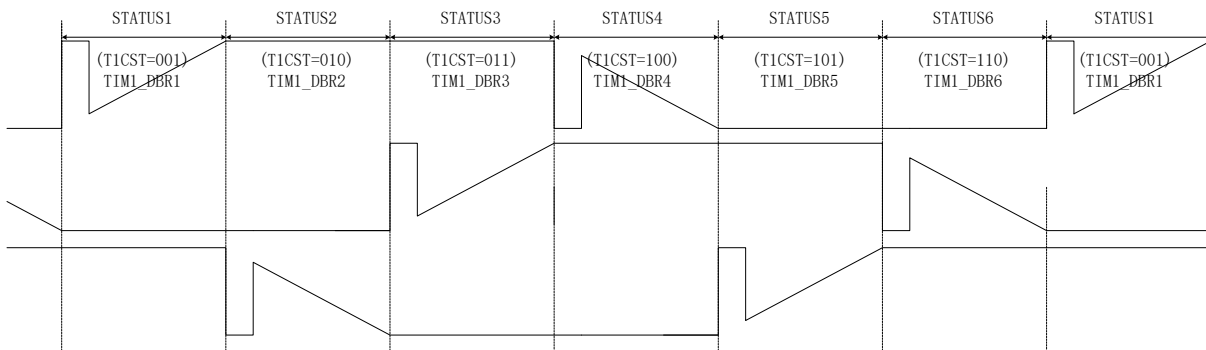 STATUS1 STATUS2 STATUS3 STATUS4 STATUS5 STATUS6 STATUS1
(T1CST=001) (T1CST=010) (T1CST=011) (T1CST=100) (T1CST=101) (T1CST=110) (T1CST=001)
TIM1_DBR1 TIM1_DBR2 TIM1_DBR3 TIM1_DBR4 TIM1_DBR5 TIM1_DBR6 TIM1_DBR1